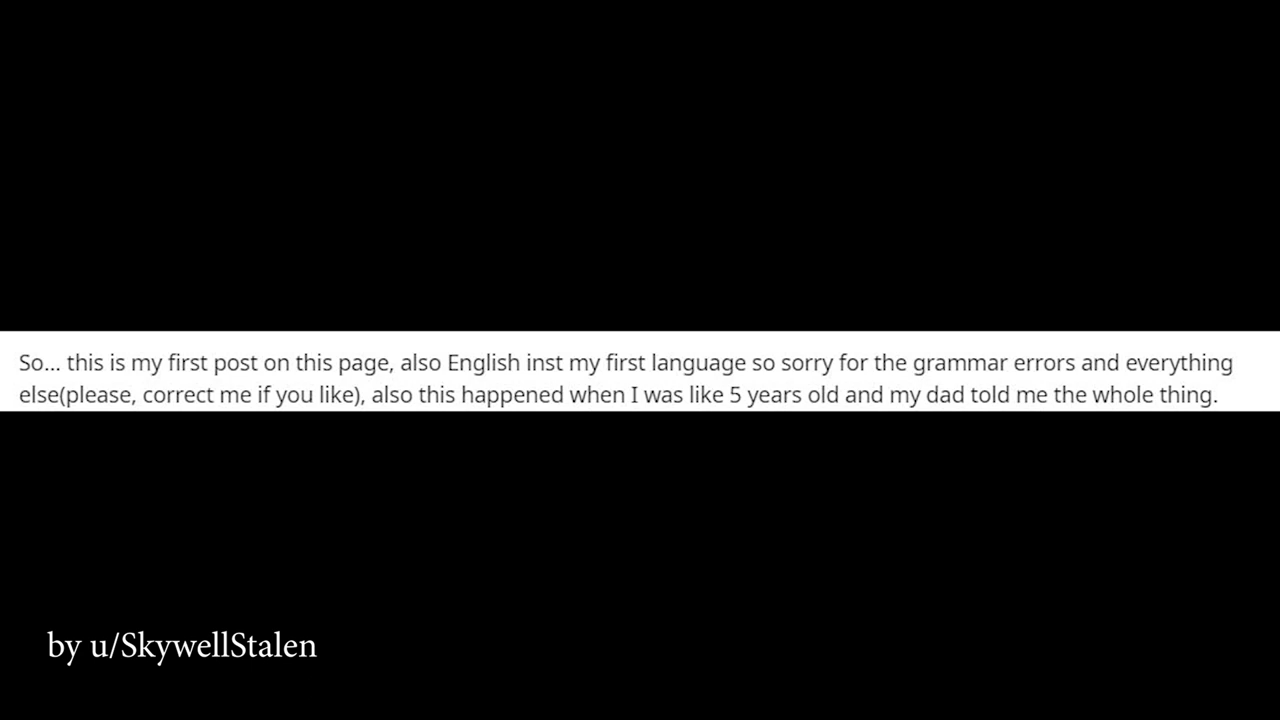 So... this is my first post on this page, also English inst my first language so sorry for the grammar errors and everything
else(please, correct me if you like), also this happened when I was like 5 years old and my dad told me the whole thing.
by u/SkywellStalen